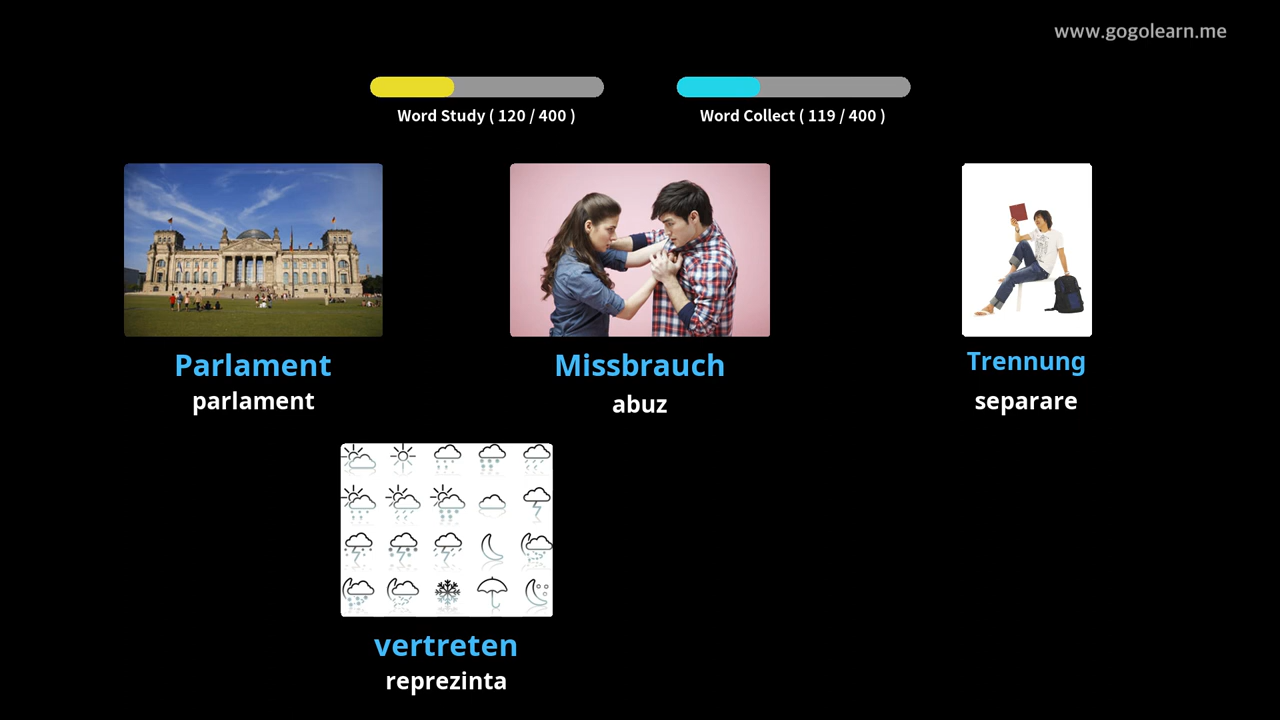 www.gogolearn.me
Word Study ( 120 / 400 )
Word Collect ( 119 / 400 )
Parlament
parlament
Missbrauch
abuz
Trennung
separare
vertreten
reprezinta